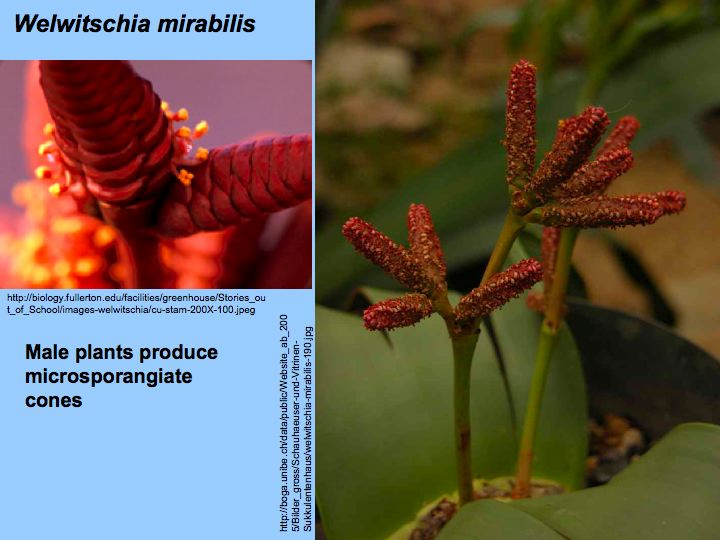 Welwitschia mirabilis
http://biology.fullerton.edu/facilities/greenhouse/Stories_ou
t_of_School/images-welwitschia/cu-stam-200X-100.jpeg
Male plants produce
microsporangiate
cones
http://boga.unibe.ch/data/public/Website_ab_200
5/Bilder_gross/Schauhaeuser-und-Vitrinen-
Sukkulentenhaus/welwitschia-mirabilis-190.jpg